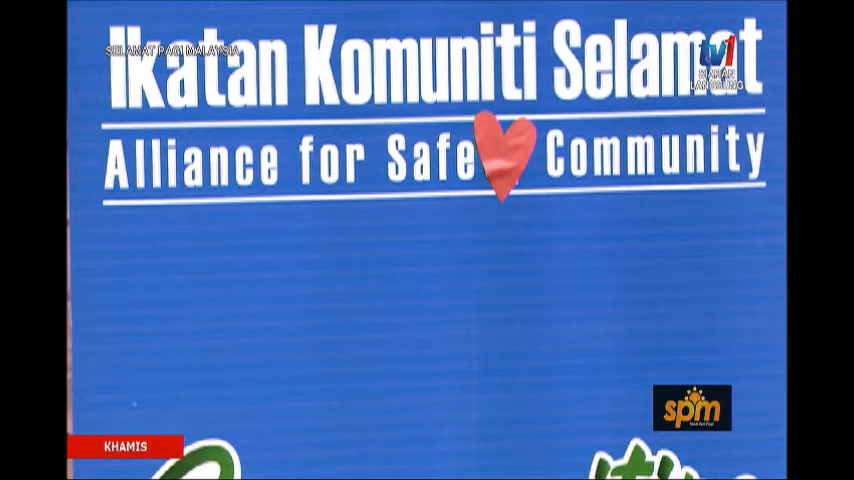 Ikatan Komuniti Selamat
SELAMAT PAGI MALAYSIA
TV1
SIARAN
LANGSUNG
Alliance for Safe Community
spm
KHAMIS